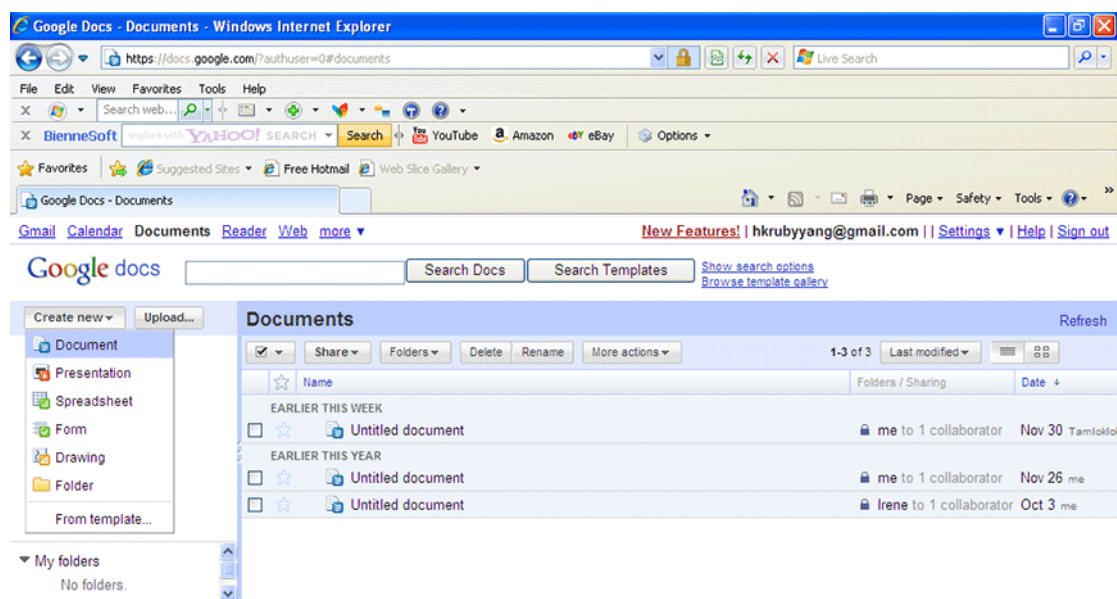 Google Docs - Documents - Windows Internet Explorer
https://docs.google.com/?authuser=0#documents Live Search
File Edit View Favorites Tools Help
X Search web...
X BienneSoft explore with YAHOO! SEARCH Search YouTube Amazon eBay Options
Favorites Suggested Sites Free Hotmail Web Slice Gallery
Google Docs - Documents Page Safety Tools »
Gmail Calendar Documents Reader Web more New Features! | hkrubyyang@gmail.com | | Settings | Help | Sign out
Google docs Search Docs Search Templates Show search options
Browse template gallery
Create new Upload... Documents Refresh
Document Share Folders Delete Rename More actions 1-3 of 3 Last modified
Presentation Name Folders / Sharing Date
Spreadsheet EARLIER THIS WEEK
Form Untitled document me to 1 collaborator Nov 30 Tamloklo
Drawing EARLIER THIS YEAR
Folder Untitled document me to 1 collaborator Nov 26 me
From template... Untitled document Irene to 1 collaborator Oct 3 me
My folders
No folders.